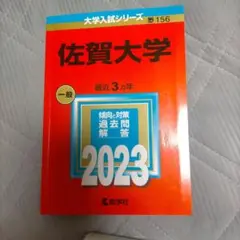 大学入試シリーズ 156
佐賀大学
最近3カ年
一般
傾向と対策
過去問
解答
2023
教学社